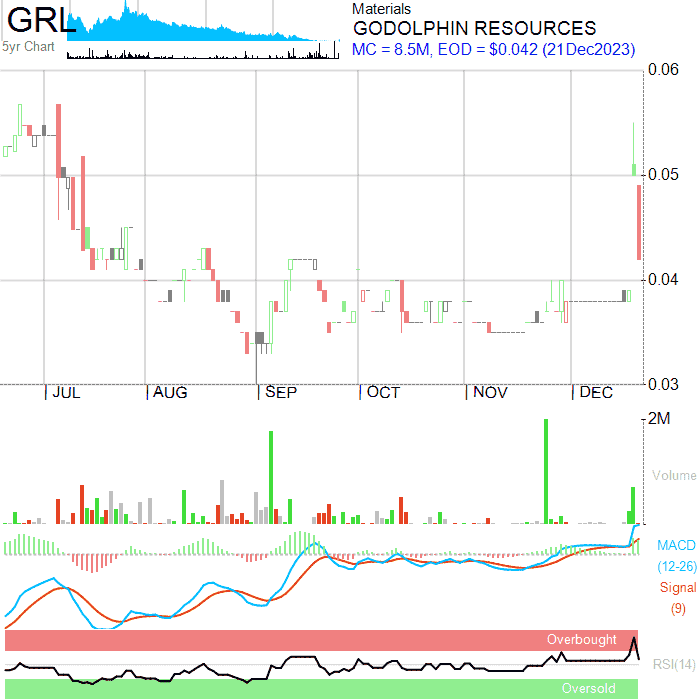 GRL
5yr Chart
Materials
GODOLPHIN RESOURCES
MC = 8.5M, EOD = $0.042 (21Dec2023)
0.06
0.05
0.04
0.03
JUL
AUG
SEP
OCT
NOV
DEC
2M
Volume
MACD
(12-26)
Signal
(9)
Overbought
RSI(14)
Oversold